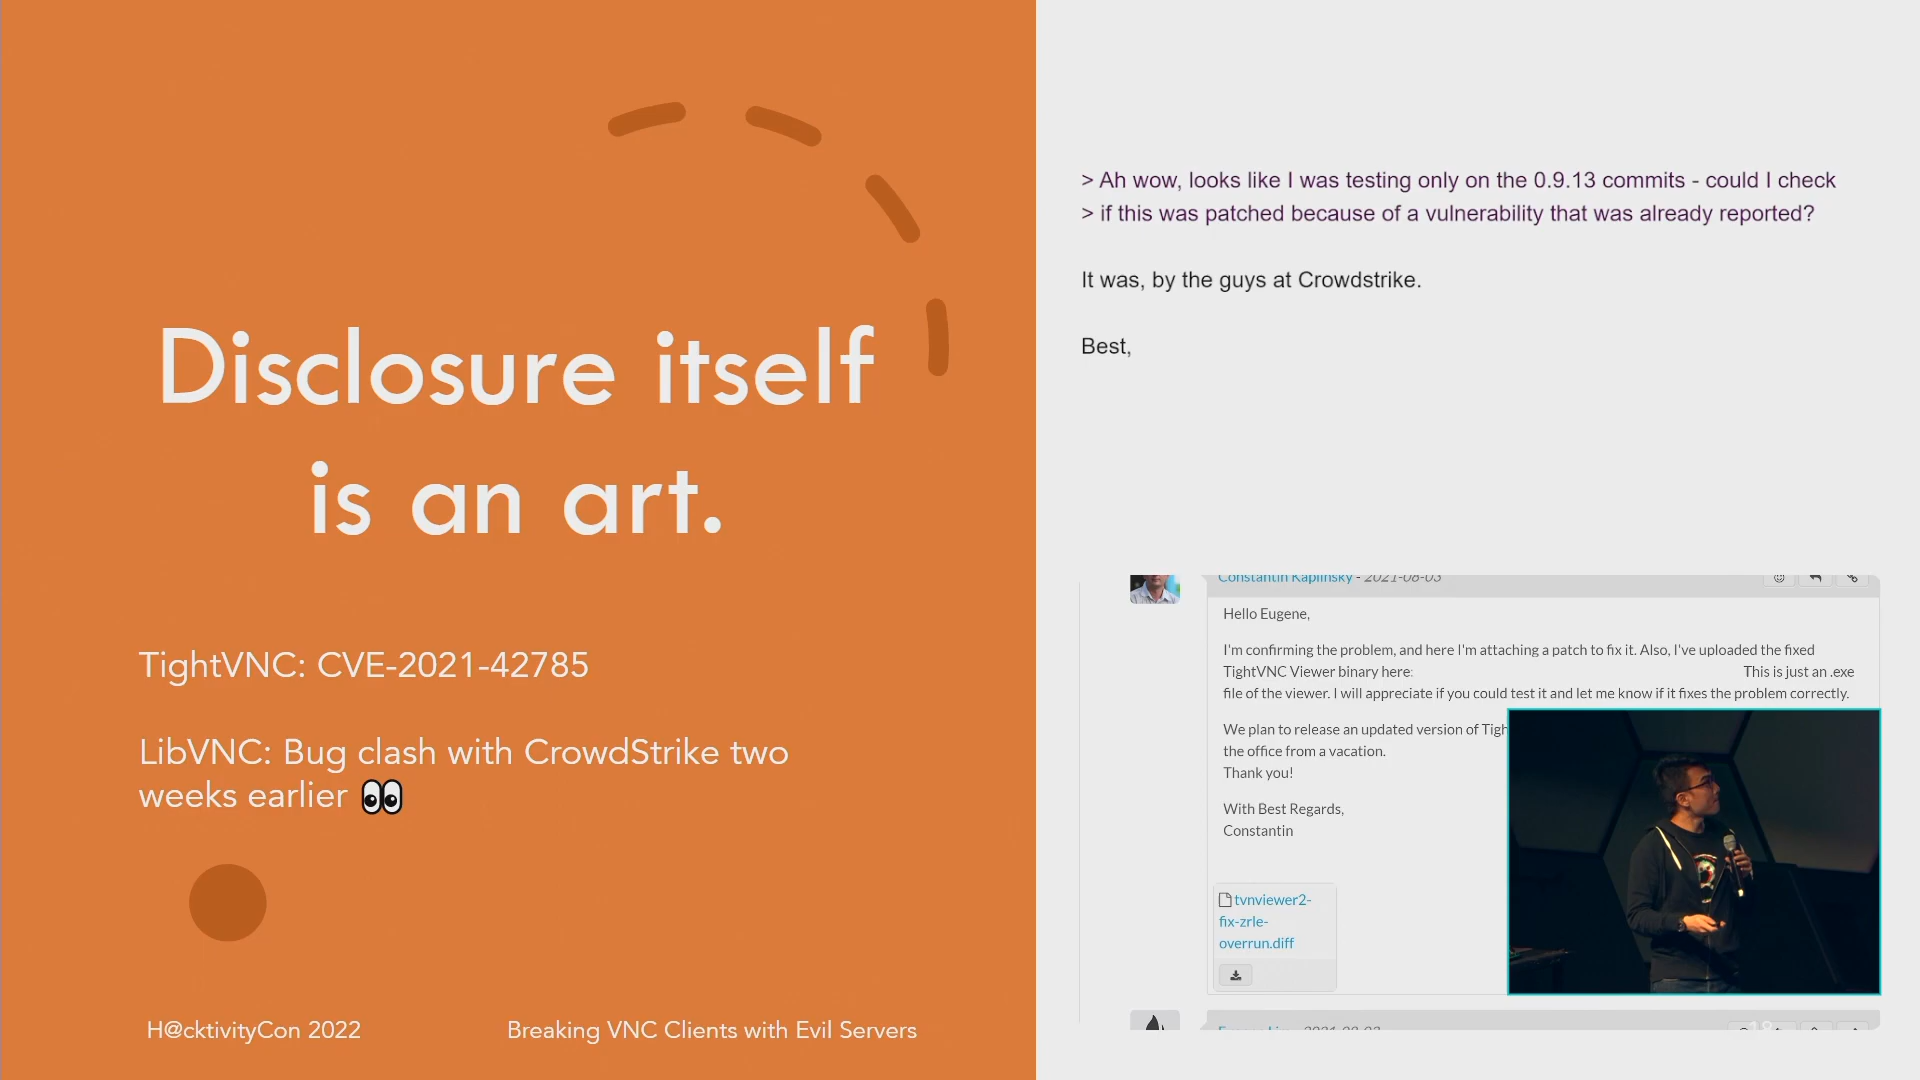 Disclosure itself
is an art.
TightVNC: CVE-2021-42785
LibVNC: Bug clash with CrowdStrike two
weeks earlier 👀
H@cktivityCon 2022
Breaking VNC Clients with Evil Servers
> Ah wow, looks like I was testing only on the 0.9.13 commits - could I check
> if this was patched because of a vulnerability that was already reported?
It was, by the guys at Crowdstrike.
Best,
Constantin Kaplinsky - 2021-08-03
Hello Eugene,
I'm confirming the problem, and here I'm attaching a patch to fix it. Also, I've uploaded the fixed
TightVNC Viewer binary here: This is just an .exe
file of the viewer. I will appreciate if you could test it and let me know if it fixes the problem correctly.
We plan to release an updated version of Tigh
the office from a vacation.
Thank you!
With Best Regards,
Constantin
tvnviewer2-
fix-zrle-
overrun.diff